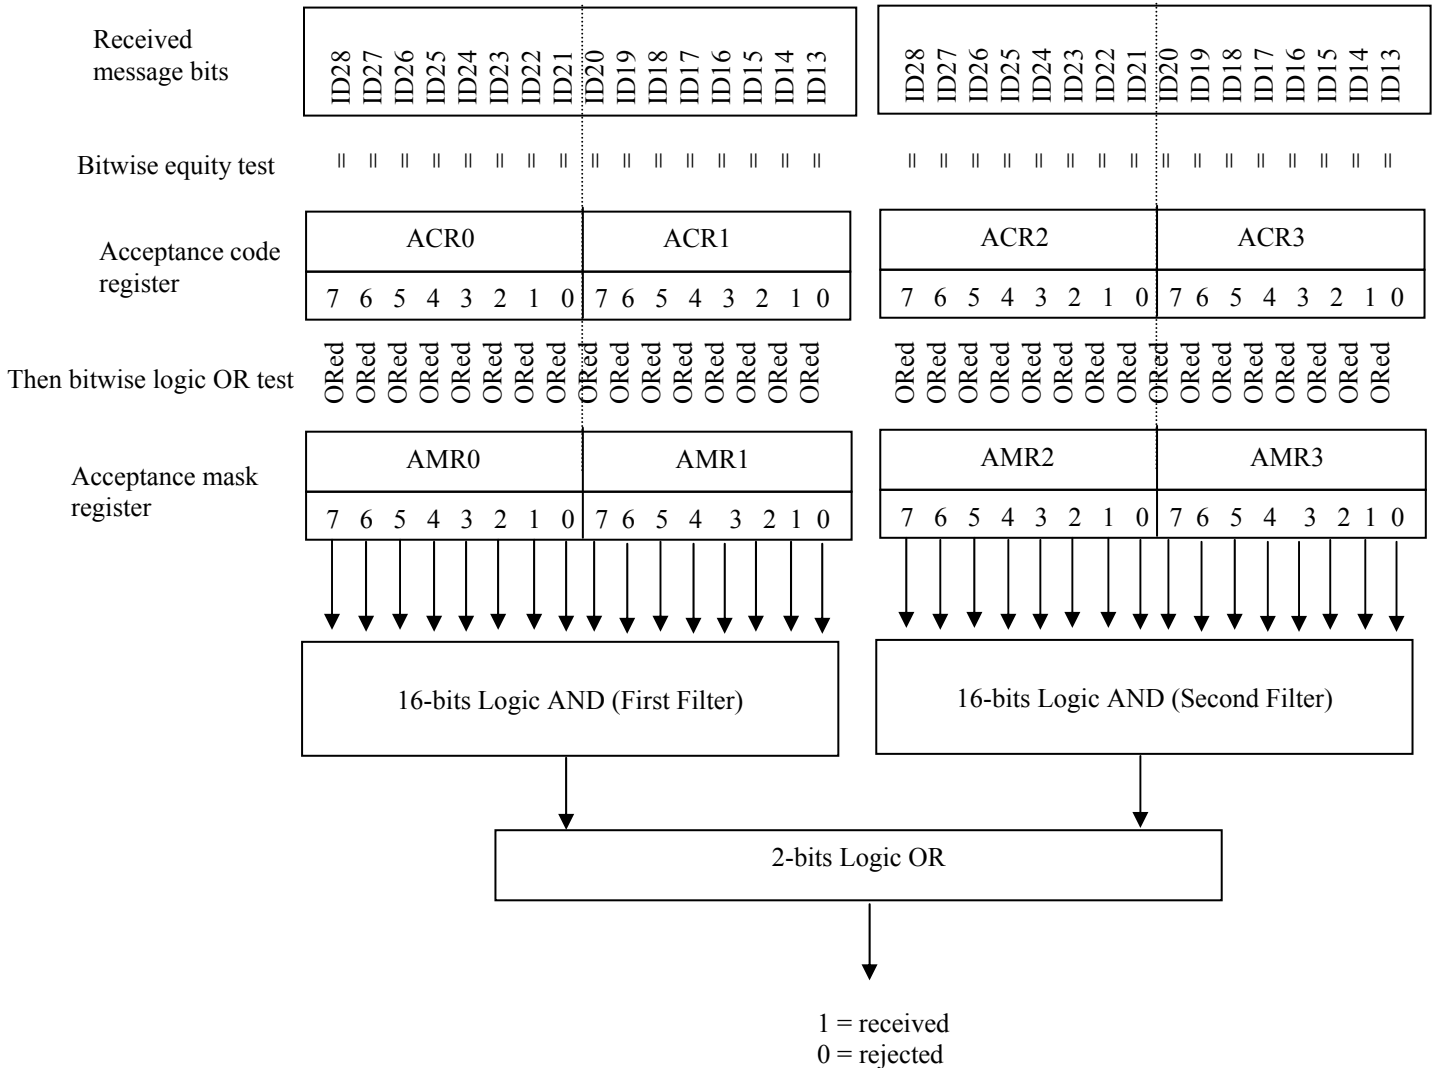 Received
message bits
ID28 ID27 ID26 ID25 ID24 ID23 ID22 ID21 ID20 ID19 ID18 ID17 ID16 ID15 ID14 ID13
ID28 ID27 ID26 ID25 ID24 ID23 ID22 ID21 ID20 ID19 ID18 ID17 ID16 ID15 ID14 ID13
Bitwise equity test
= = = = = = = = = = = = = = = =
= = = = = = = = = = = = = = = =
Acceptance code
register
ACR0 ACR1
7 6 5 4 3 2 1 0 7 6 5 4 3 2 1 0
ACR2 ACR3
7 6 5 4 3 2 1 0 7 6 5 4 3 2 1 0
Then bitwise logic OR test
ORed ORed ORed ORed ORed ORed ORed ORed ORed ORed ORed ORed ORed ORed ORed ORed
ORed ORed ORed ORed ORed ORed ORed ORed ORed ORed ORed ORed ORed ORed ORed ORed
Acceptance mask
register
AMR0 AMR1
7 6 5 4 3 2 1 0 7 6 5 4 3 2 1 0
AMR2 AMR3
7 6 5 4 3 2 1 0 7 6 5 4 3 2 1 0
16-bits Logic AND (First Filter)
16-bits Logic AND (Second Filter)
2-bits Logic OR
1 = received
0 = rejected